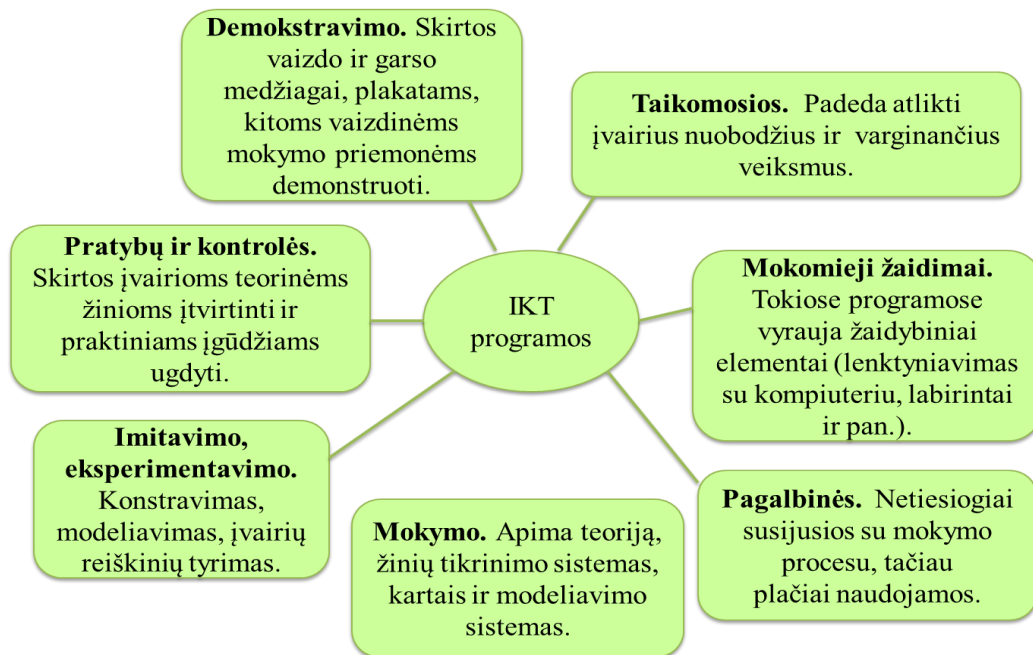 Demokstravimo. Skirtos
vaizdo ir garso
medžiagai, plakatams,
kitoms vaizdinėms
mokymo priemonėms
demonstruoti.
Taikomosios. Padeda atlikti
įvairius nuobodžius ir varginančius
veiksmus.
Pratybų ir kontrolės.
Skirtos įvairioms teorinėms
žinioms įtvirtinti ir
praktiniams įgūdžiams
ugdyti.
IKT
programos
Mokomieji žaidimai.
Tokiose programose
vyrauja žaidybiniai
elementai (lenktyniavimas
su kompiuteriu, labirintai
ir pan.).
Imitavimo,
eksperimentavimo.
Konstravimas,
modeliavimas, įvairių
reiškinių tyrimas.
Mokymo. Apima teoriją,
žinių tikrinimo sistemas,
kartais ir modeliavimo
sistemas.
Pagalbinės. Netiesiogiai
susijusios su mokymo
procesu, tačiau
plačiai naudojamos.